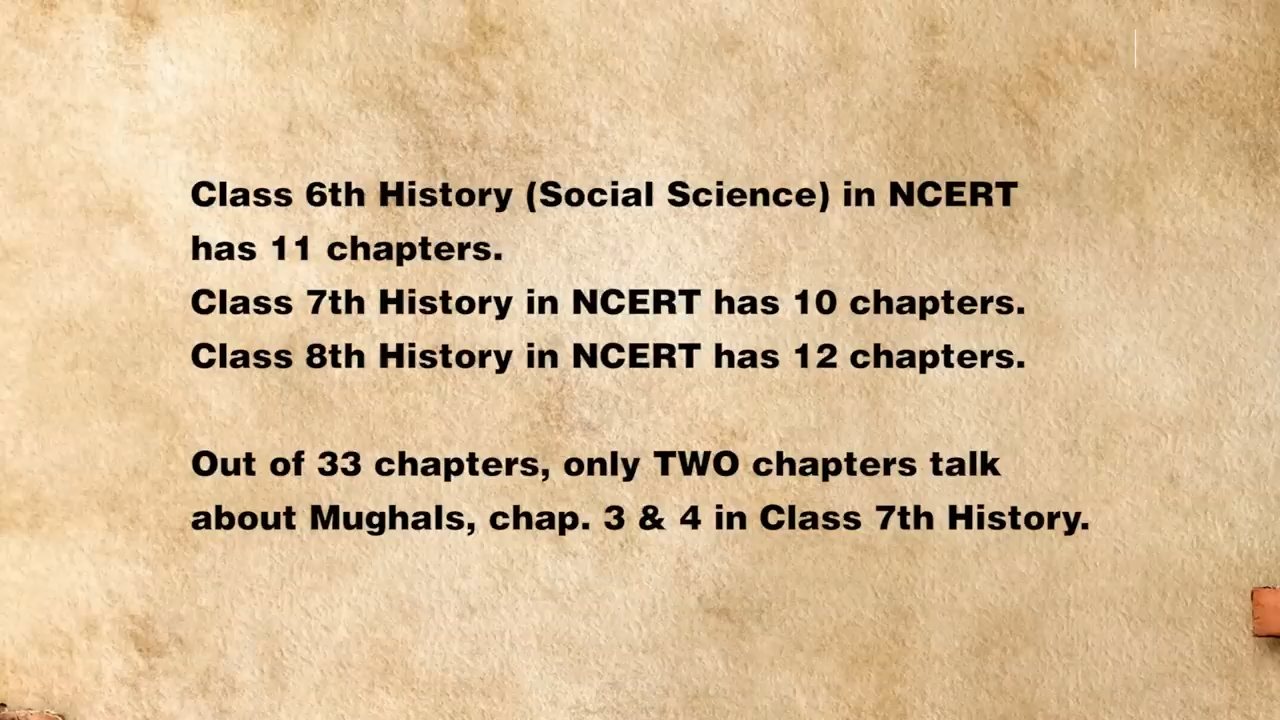 Class 6th History (Social Science) in NCERT
has 11 chapters.
Class 7th History in NCERT has 10 chapters.
Class 8th History in NCERT has 12 chapters.
Out of 33 chapters, only TWO chapters talk
about Mughals, chap. 3 & 4 in Class 7th History.